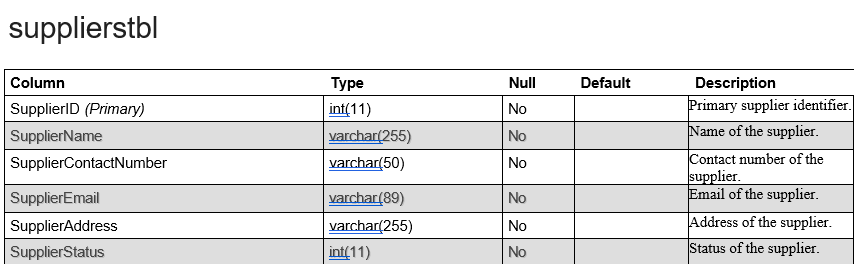 supplierstbl
Column Type Null Default Description
SupplierID (Primary) int(11) No Primary supplier identifier.
SupplierName varchar(255) No Name of the supplier.
SupplierContactNumber varchar(50) No Contact number of the
supplier.
SupplierEmail varchar(89) No Email of the supplier.
SupplierAddress varchar(255) No Address of the supplier.
SupplierStatus int(11) No Status of the supplier.